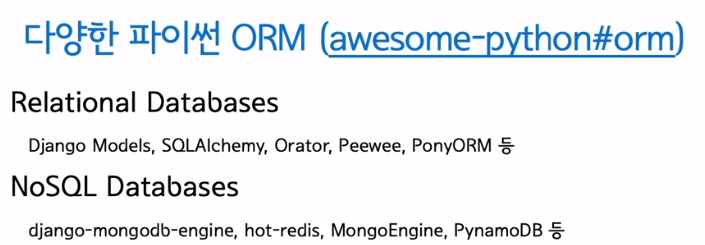 다양한 파이썬 ORM (awesome-python#orm)
Relational Databases
Django Models, SQLAlchemy, Orator, Peewee, PonyORM 등
NoSQL Databases
django-mongodb-engine, hot-redis, MongoEngine, PynamoDB 등